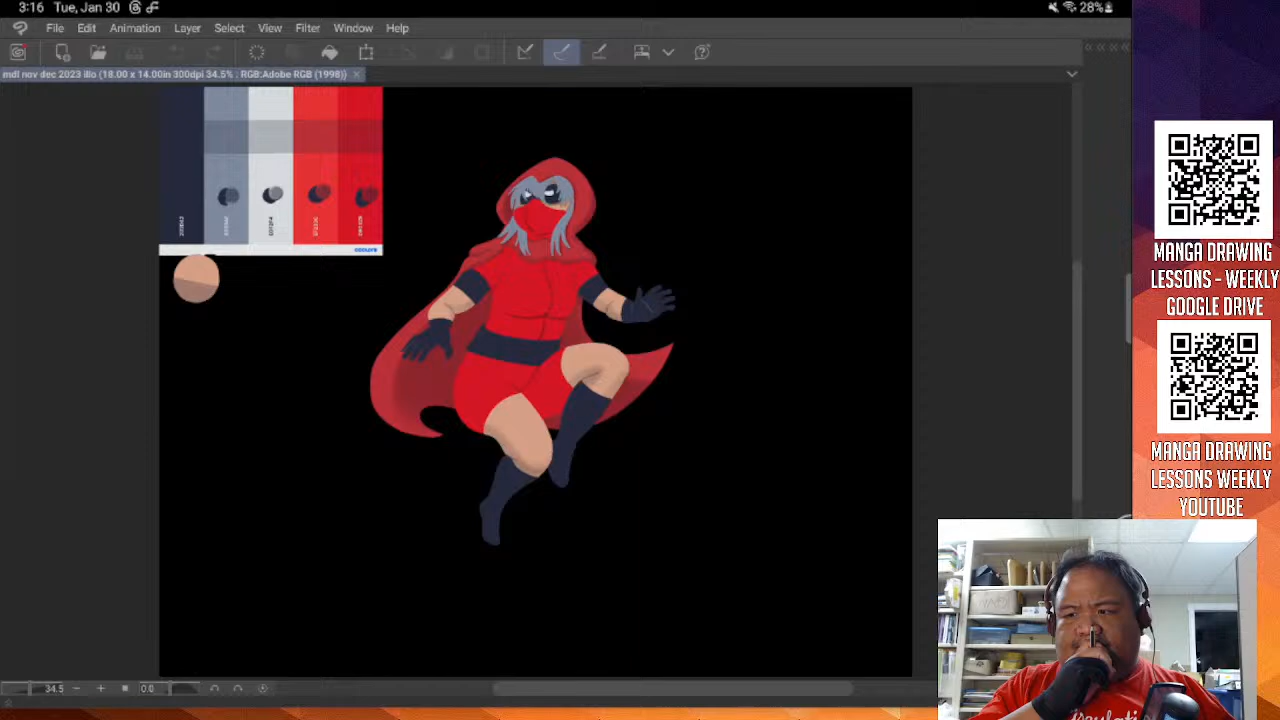 3:16 Tue, Jan 30
28%
File Edit Animation Layer Select View Filter Window Help
mdl nov dec 2023 illo (18.00 x 14.00in 300dpi 34.5% . RGB:Adobe RGB (1998))
coolors
MANGA DRAWING
LESSONS - WEEKLY
GOOGLE DRIVE
MANGA DRAWING
LESSONS WEEKLY
YOUTUBE
34.5
0.0